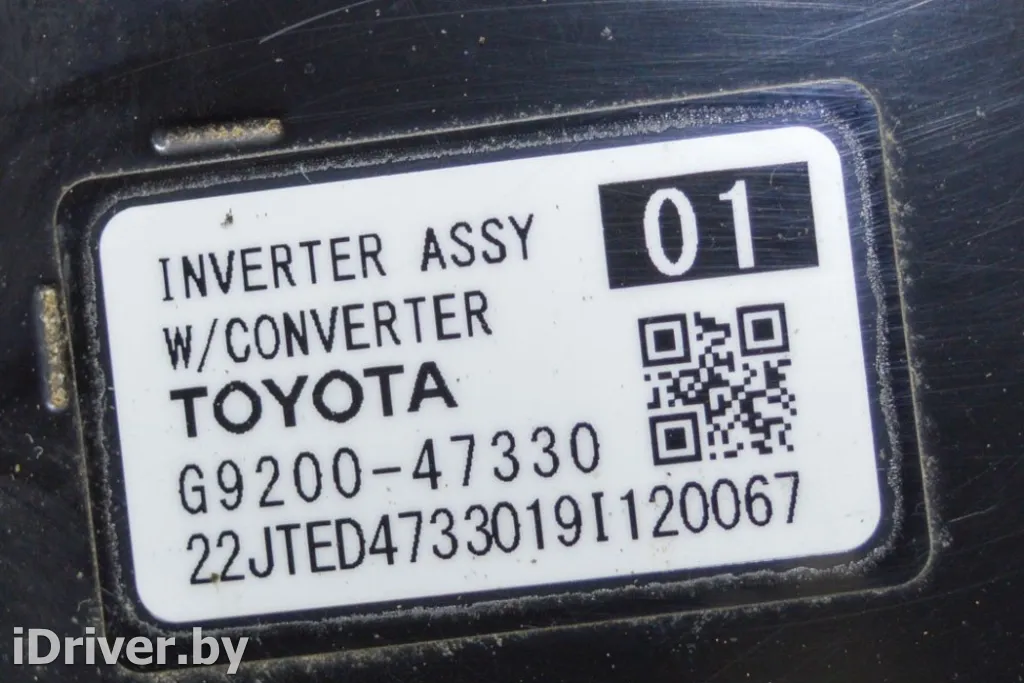 01
INVERTER ASSY
W/CONVERTER
TOYOTA
G9200-47330
22JTED4733019I120067
iDriver.by